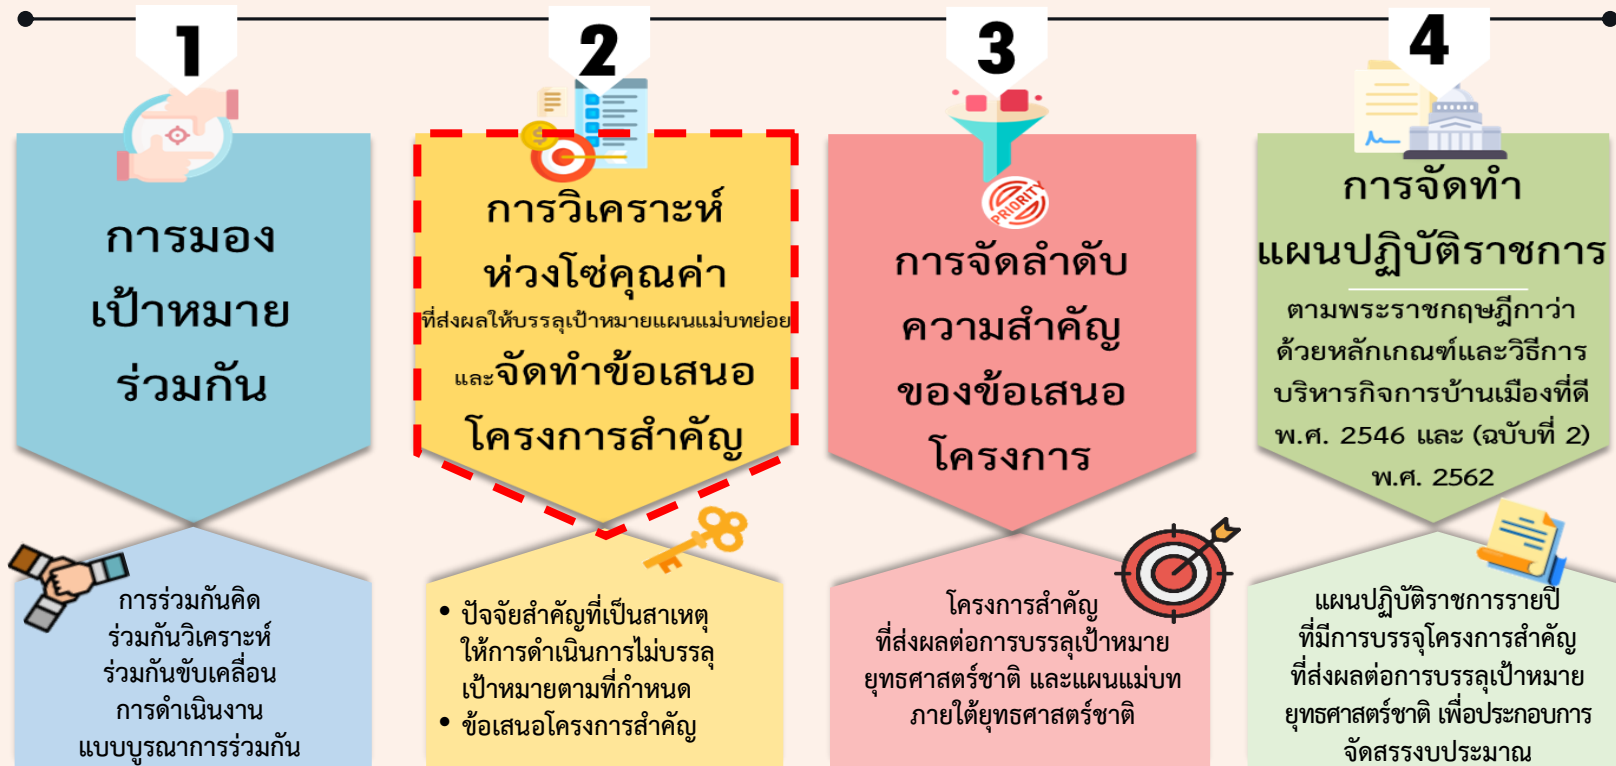 1
การมอง
เป้าหมาย
ร่วมกัน
การร่วมกันคิด
ร่วมกันวิเคราะห์
ร่วมกันขับเคลื่อน
การดำเนินงาน
แบบบูรณาการร่วมกัน
2
การวิเคราะห์
ห่วงโซ่คุณค่า
ที่ส่งผลให้บรรลุเป้าหมายแผนแม่บทย่อย
และจัดทำข้อเสนอ
โครงการสำคัญ
• ปัจจัยสำคัญที่เป็นสาเหตุ
ให้การดำเนินการไม่บรรลุ
เป้าหมายตามที่กำหนด
• ข้อเสนอโครงการสำคัญ
3
PRIORITY
การจัดลำดับ
ความสำคัญ
ของข้อเสนอ
โครงการ
โครงการสำคัญ
ที่ส่งผลต่อการบรรลุเป้าหมาย
ยุทธศาสตร์ชาติ และแผนแม่บท
ภายใต้ยุทธศาสตร์ชาติ
4
การจัดทำ
แผนปฏิบัติราชการ
ตามพระราชกฤษฎีกาว่า
ด้วยหลักเกณฑ์และวิธีการ
บริหารกิจการบ้านเมืองที่ดี
พ.ศ. 2546 และ (ฉบับที่ 2)
พ.ศ. 2562
แผนปฏิบัติราชการรายปี
ที่มีการบรรจุโครงการสำคัญ
ที่ส่งผลต่อการบรรลุเป้าหมาย
ยุทธศาสตร์ชาติ เพื่อประกอบการ
จัดสรรงบประมาณ